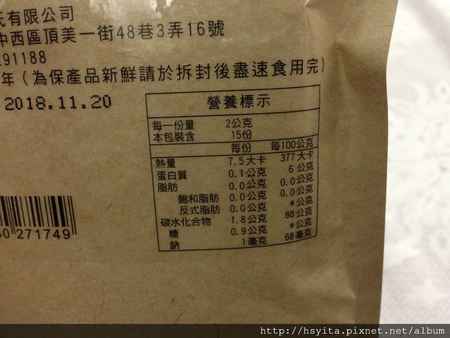 氏有限公司
中西區頂美一街48巷3弄16號
291188
年(為保產品新鮮請於拆封後盡速食用完)
2018.11.20
營養標示
每一份量 2公克
本包裝含 15份
每份 每100公克
熱量 7.5大卡 377大卡
蛋白質 0.1公克 6公克
脂肪 0.0公克 0.0公克
飽和脂肪 0.0公克 0.0公克
反式脂肪 0.0公克 *公克
碳水化合物 1.8公克 88公克
糖 0.9公克 *公克
鈉 1毫克 68毫克
0 271749
http://hsyita.pixnet.net/album